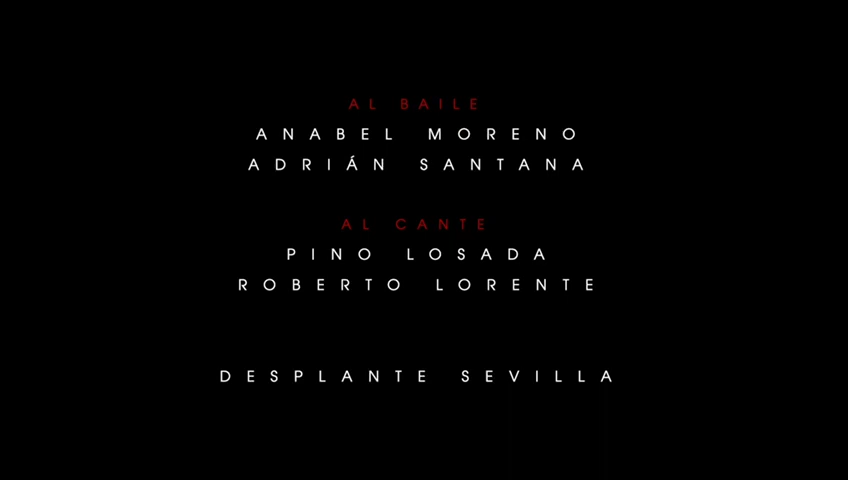 AL BAILE
ANABEL MORENO
ADRIÁN SANTANA
AL CANTE
PINO LOSADA
ROBERTO LORENTE
DESPLANTE SEVILLA